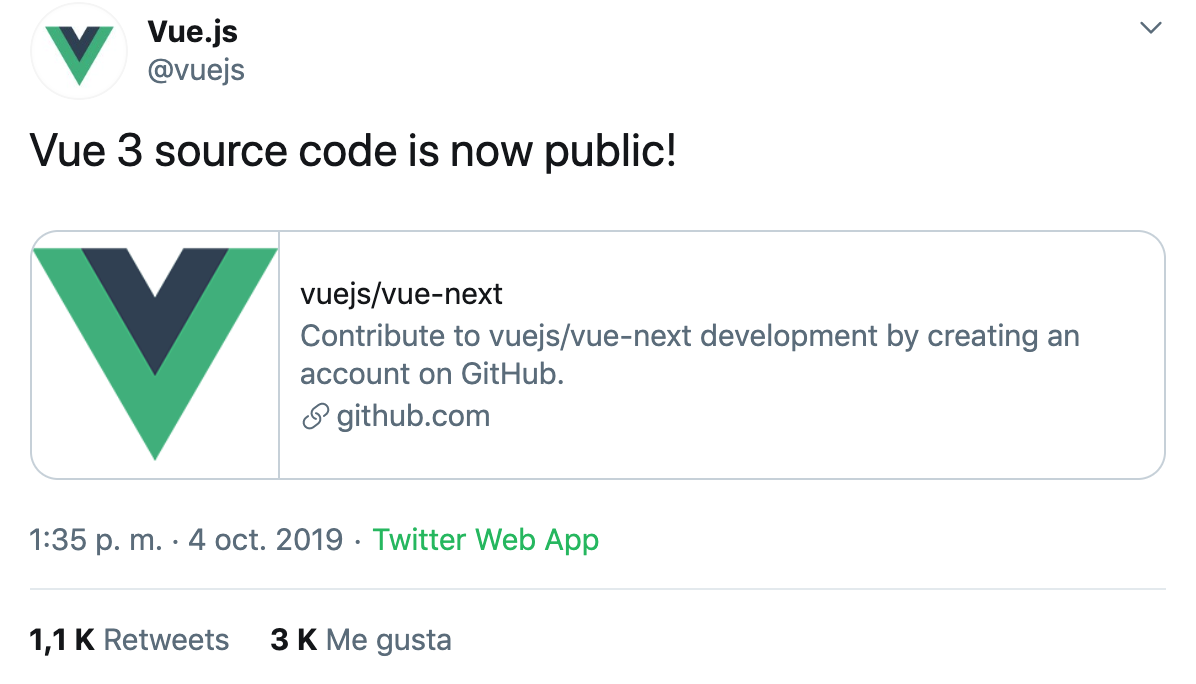 Vue.js
@vuejs
Vue 3 source code is now public!
vuejs/vue-next
Contribute to vuejs/vue-next development by creating an
account on GitHub.
github.com
1:35 p. m. · 4 oct. 2019 · Twitter Web App
1,1 K Retweets 3 K Me gusta